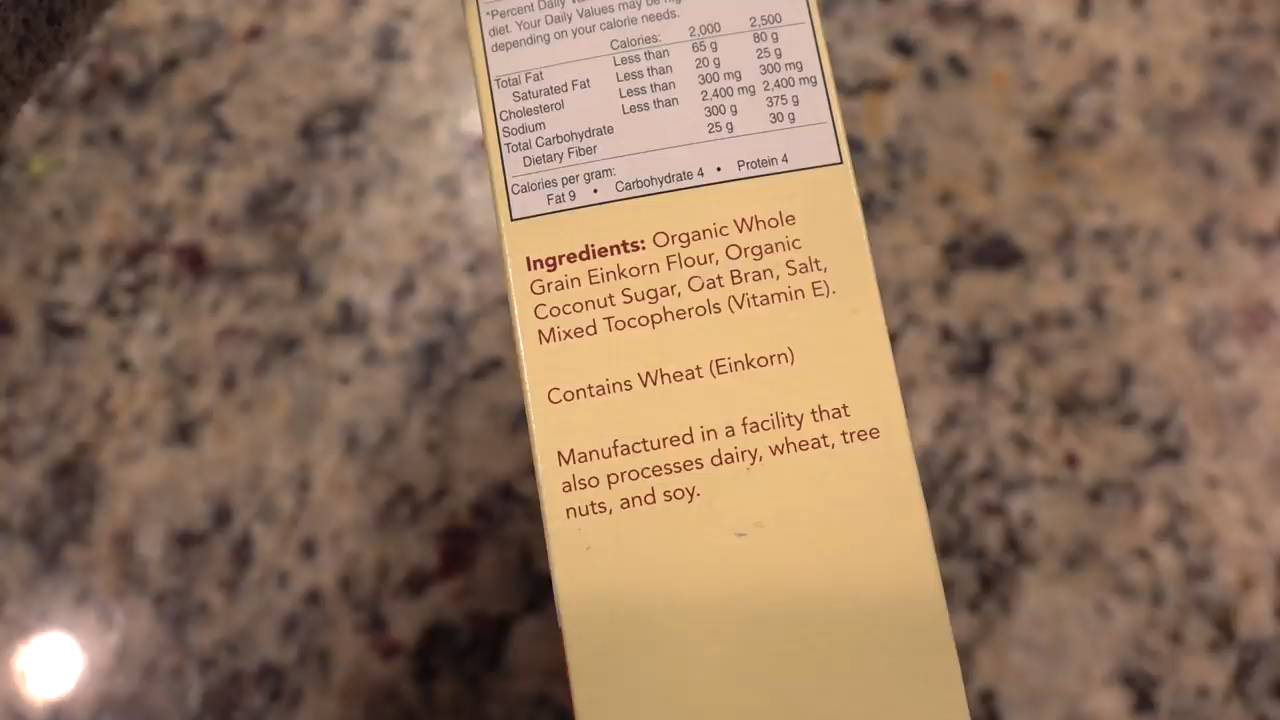 *Percent Daily
diet. Your Daily Values may be
depending on your calorie needs.
Calories: 2,000 2,500
Total Fat Less than 65 g 80 g
Saturated Fat Less than 20 g 25 g
Cholesterol Less than 300 mg 300 mg
Sodium Less than 2,400 mg 2,400 mg
Total Carbohydrate 300 g 375 g
Dietary Fiber 25 g 30 g
Calories per gram:
Fat 9 • Carbohydrate 4 • Protein 4
Ingredients: Organic Whole
Grain Einkorn Flour, Organic
Coconut Sugar, Oat Bran, Salt,
Mixed Tocopherols (Vitamin E).
Contains Wheat (Einkorn)
Manufactured in a facility that
also processes dairy, wheat, tree
nuts, and soy.